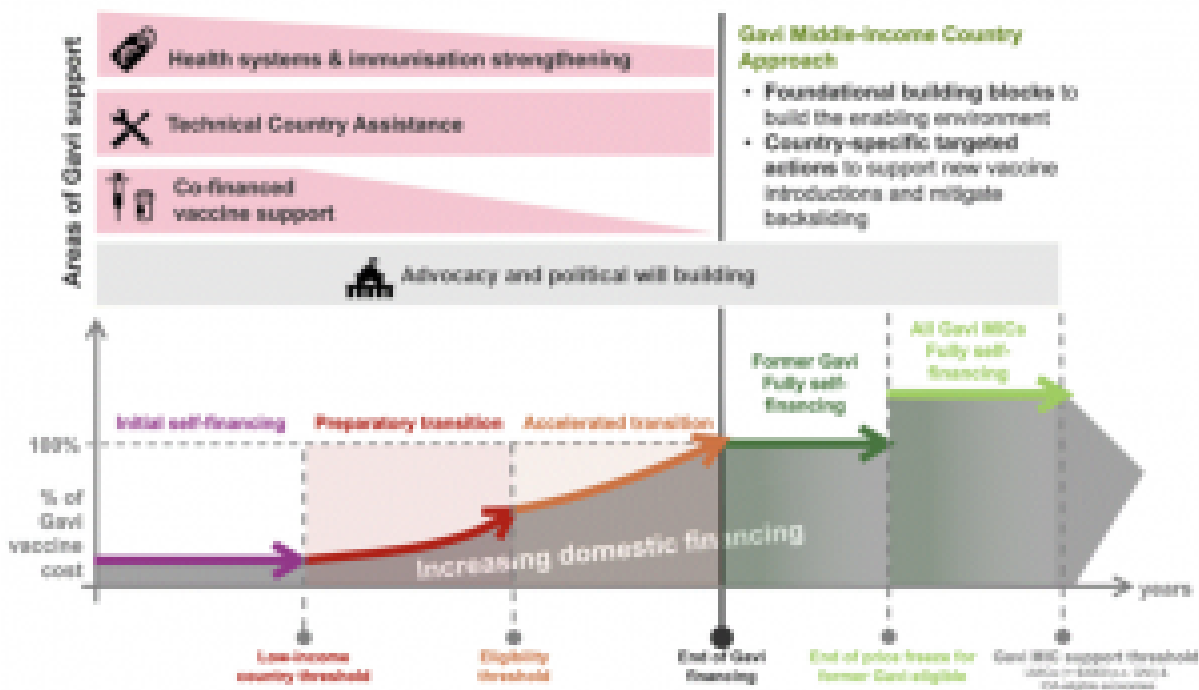 Areas of Gavi support
Health systems & immunisation strengthening
Technical Country Assistance
Co-financed
vaccine support
Gavi Middle-Income Country
Approach
• Foundational building blocks to
build the enabling environment
• Country-specific targeted
actions to support new vaccine
introductions and mitigate
backsliding
Advocacy and political will building
Initial self-financing
Preparatory transition
Accelerated transition
Former Gavi
Fully self-
financing
All Gavi MICs
Fully self-
financing
100%
% of
Gavi
vaccine
cost
Increasing domestic financing
years
Low-income
country threshold
Eligibility
threshold
End of Gavi
financing
End of price freeze for
former Gavi eligible
Gavi MIC support threshold